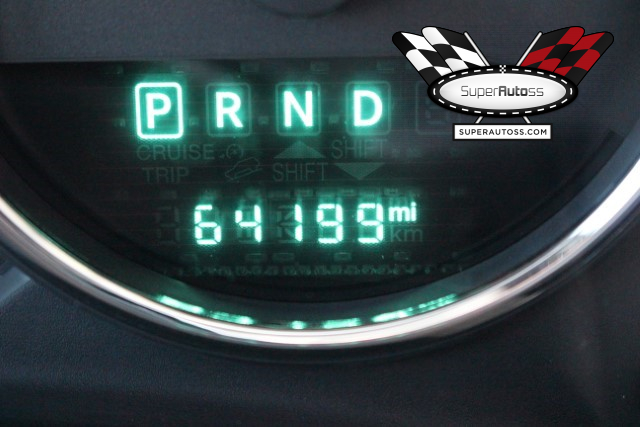 P R N D
SuperAutoss
SUPERAUTOSS.COM
CRUISE
SHIFT
TRIP
SHIFT
64199 mi
km